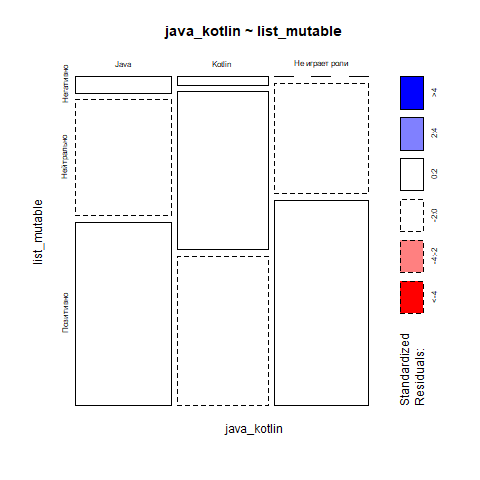 java_kotlin ~ list_mutable
Java
Kotlin
Не играет роли
Негативно
Нейтрально
Позитивно
list_mutable
java_kotlin
>4
2:4
0:2
-2:0
-4:-2
<-4
Standardized
Residuals: